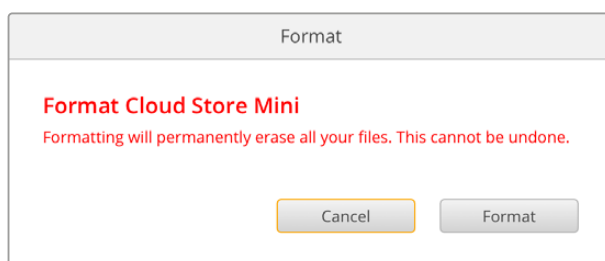 Format
Format Cloud Store Mini
Formatting will permanently erase all your files. This cannot be undone.
Cancel Format